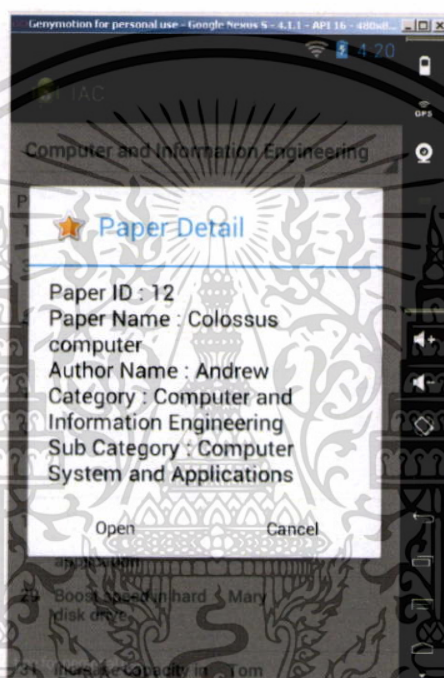 Genymotion for personal use - Google Nexus S - 4.1.1 - API 16 - 480x8...
4:20
IAC
GPS
Computer and Information Engineering
P
Paper Detail
Paper ID : 12
Paper Name : Colossus
computer
Author Name : Andrew
Category : Computer and
Information Engineering
Sub Category : Computer
System and Applications
Open Cancel
application
29 Boost speed in hard Mary
disk drive
31 Increase capacity in Tom